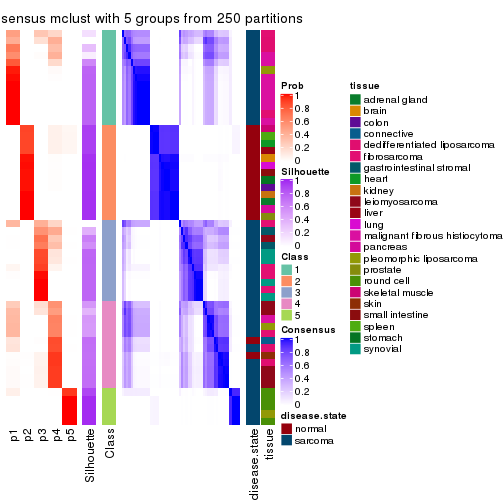 sensus mclust with 5 groups from 250 partitions
Prob
1
0.8
0.6
0.4
0.2
0
Silhouette
1
0.8
0.6
0.4
0.2
0
Class
1
2
3
4
5
Consensus
1
0.8
0.6
0.4
0.2
0
disease.state
normal
sarcoma
tissue
adrenal gland
brain
colon
connective
dedifferentiated liposarcoma
fibrosarcoma
gastrointestinal stromal
heart
kidney
leiomyosarcoma
liver
lung
malignant fibrous histiocytoma
pancreas
pleomorphic liposarcoma
prostate
round cell
skeletal muscle
skin
small intestine
spleen
stomach
synovial
p1
p2
p3
p4
p5
Silhouette
Class
disease.state
tissue